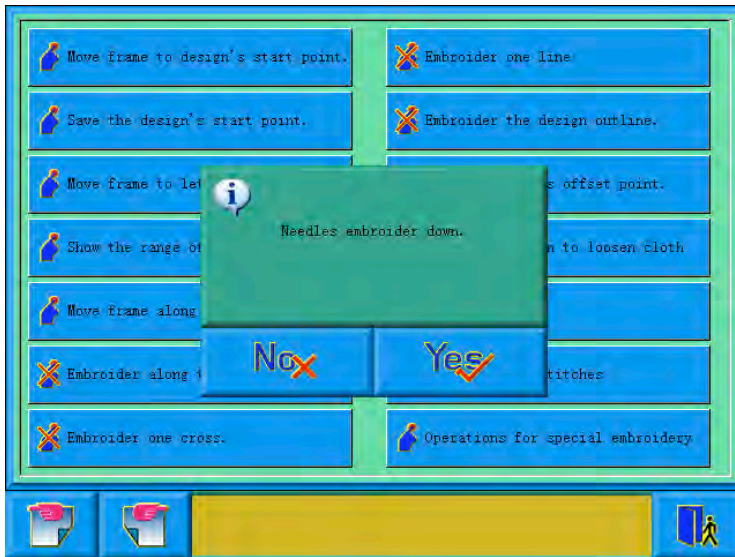 Move frame to design's start point.
Embroider one line
Save the design's start point.
Embroider the design outline.
Move frame to
s offset point.
Show the range
n to loosen cloth
Move frame along
Embroider along
titches
Embroider one cross.
Operations for special embroidery
Needles embroider down.
No
Yes